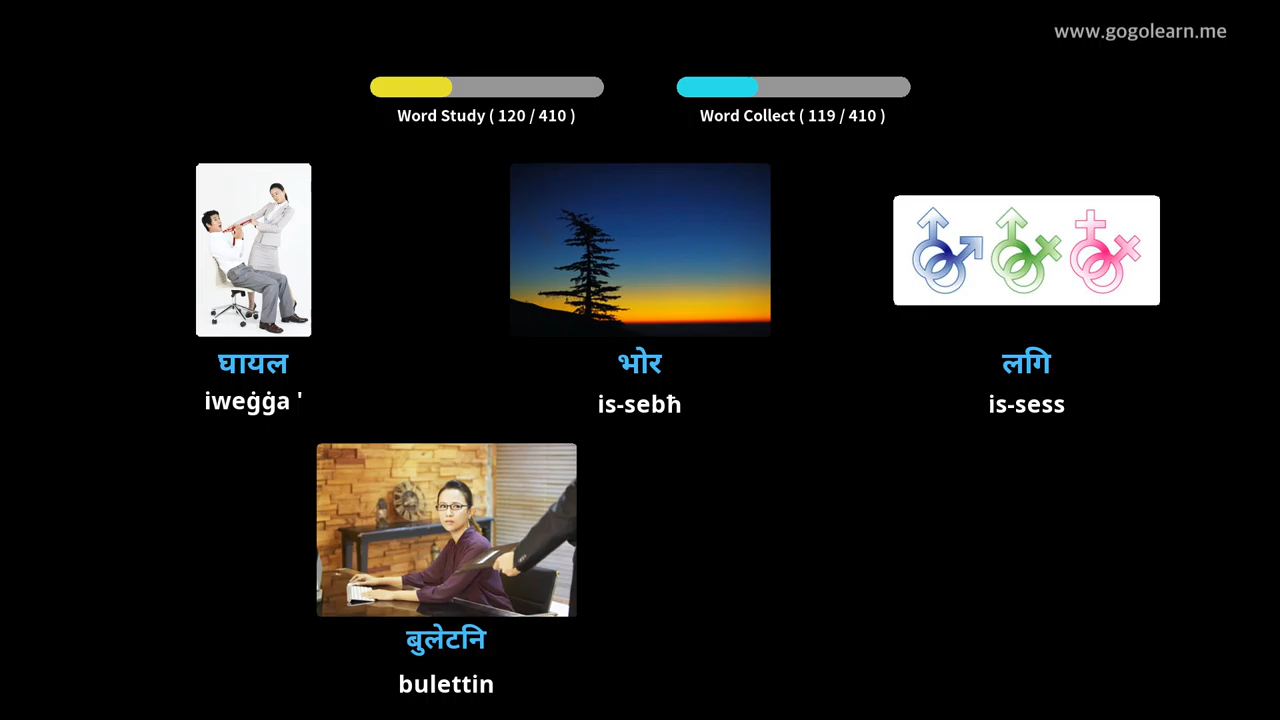 www.gogolearn.me
Word Study ( 120 / 410 )
Word Collect ( 119 / 410 )
घायल
भोर
लगि
iweġġa '
is-sebħ
is-sess
बुलेटनि
bulettin